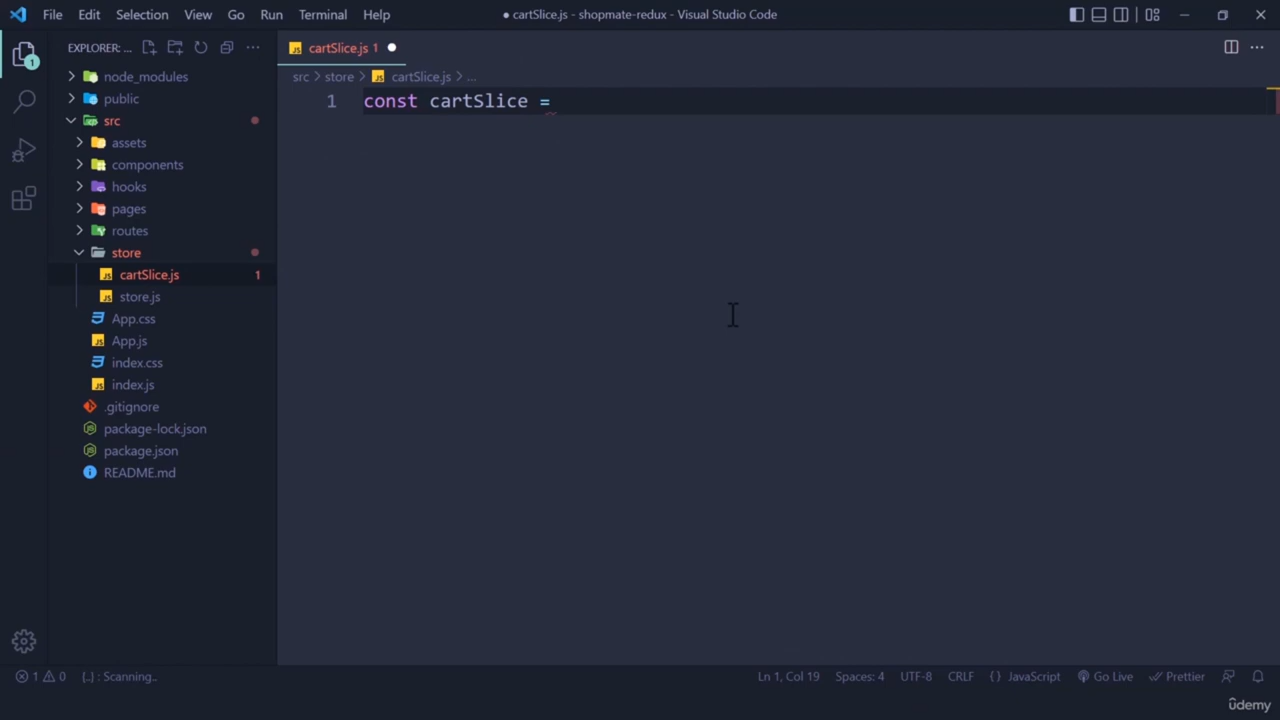 File Edit Selection View Go Run Terminal Help
● cartSlice.js - shopmate-redux - Visual Studio Code
EXPLORER: ...
cartSlice.js 1
node_modules
src > store > cartSlice.js > ...
public
1 const cartSlice =
src
assets
components
hooks
pages
routes
store
cartSlice.js 1
store.js
App.css
App.js
index.css
index.js
.gitignore
package-lock.json
package.json
README.md
1 0 {..} : Scanning..
Ln 1, Col 19 Spaces: 4 UTF-8 CRLF {} JavaScript Go Live Prettier
ûdemy